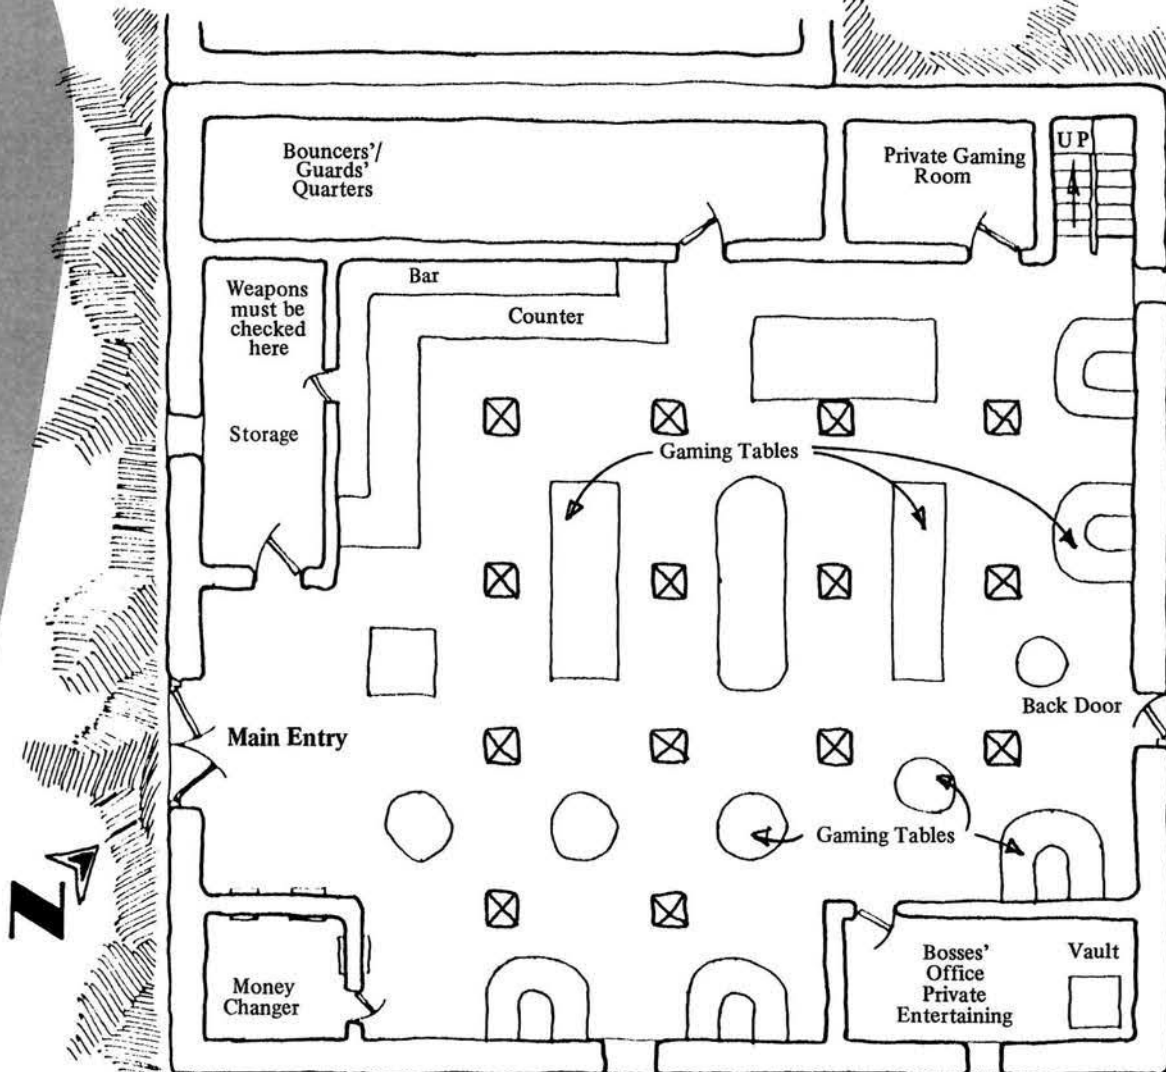 Bouncers'/
Guards'
Quarters
Private Gaming
Room
UP
Weapons
must be
checked
here
Storage
Bar
Counter
Gaming Tables
Back Door
Main Entry
Gaming Tables
N
Money
Changer
Bosses'
Office
Private
Entertaining
Vault